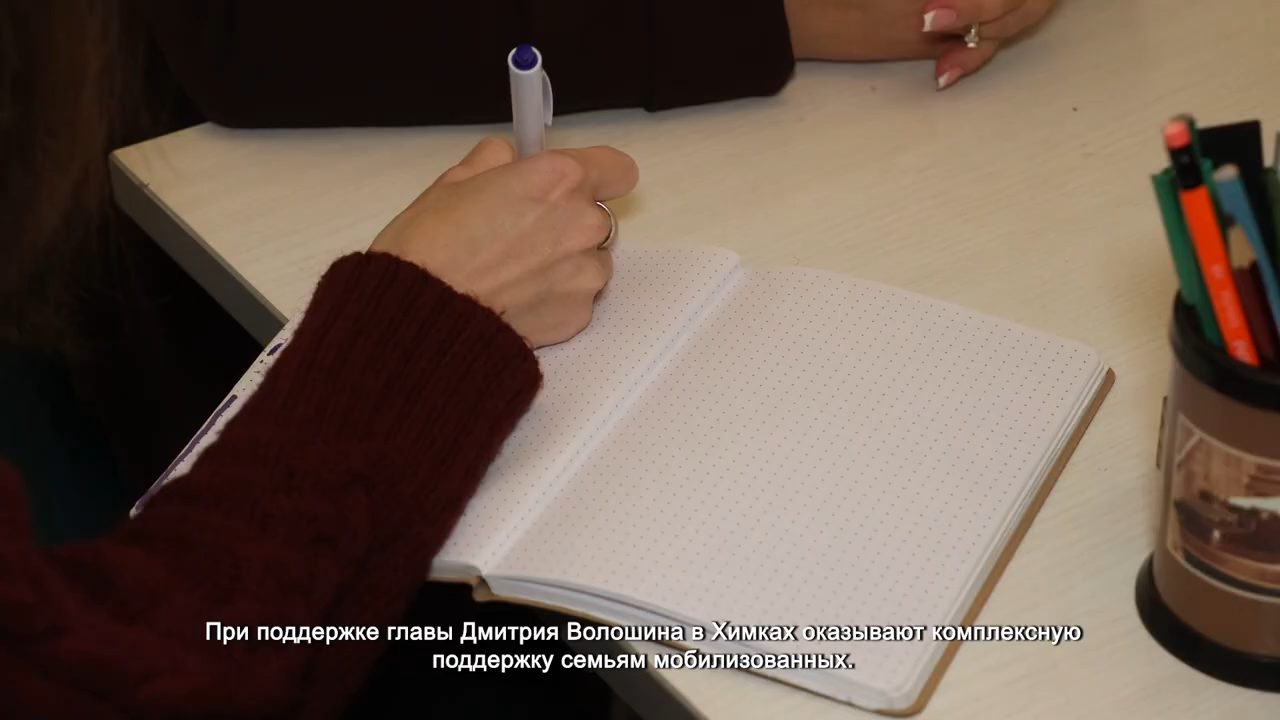 При поддержке главы Дмитрия Волошина в Химках оказывают комплексную
поддержку семьям мобилизованных.